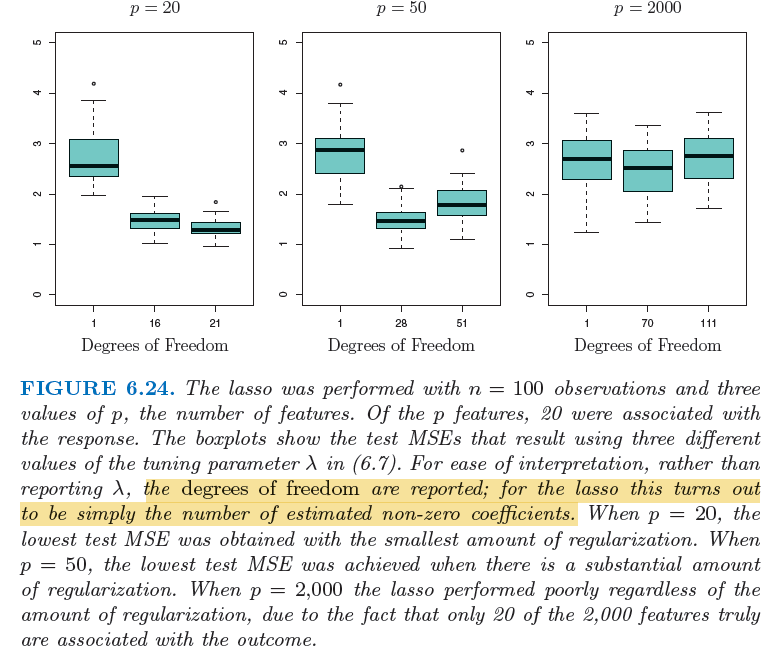 p = 20
p = 50
p = 2000
5
4
3
2
1
0
1
16
21
Degrees of Freedom
5
4
3
2
1
0
1
28
51
Degrees of Freedom
5
4
3
2
1
0
1
70
111
Degrees of Freedom
FIGURE 6.24. The lasso was performed with n = 100 observations and three
values of p, the number of features. Of the p features, 20 were associated with
the response. The boxplots show the test MSEs that result using three different
values of the tuning parameter λ in (6.7). For ease of interpretation, rather than
reporting λ, the degrees of freedom are reported; for the lasso this turns out
to be simply the number of estimated non-zero coefficients. When p = 20, the
lowest test MSE was obtained with the smallest amount of regularization. When
p = 50, the lowest test MSE was achieved when there is a substantial amount
of regularization. When p = 2,000 the lasso performed poorly regardless of the
amount of regularization, due to the fact that only 20 of the 2,000 features truly
are associated with the outcome.